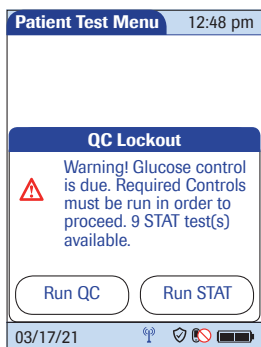 Patient Test Menu 12:48 pm
QC Lockout
Warning! Glucose control
is due. Required Controls
must be run in order to
proceed. 9 STAT test(s)
available.
Run QC Run STAT
03/17/21